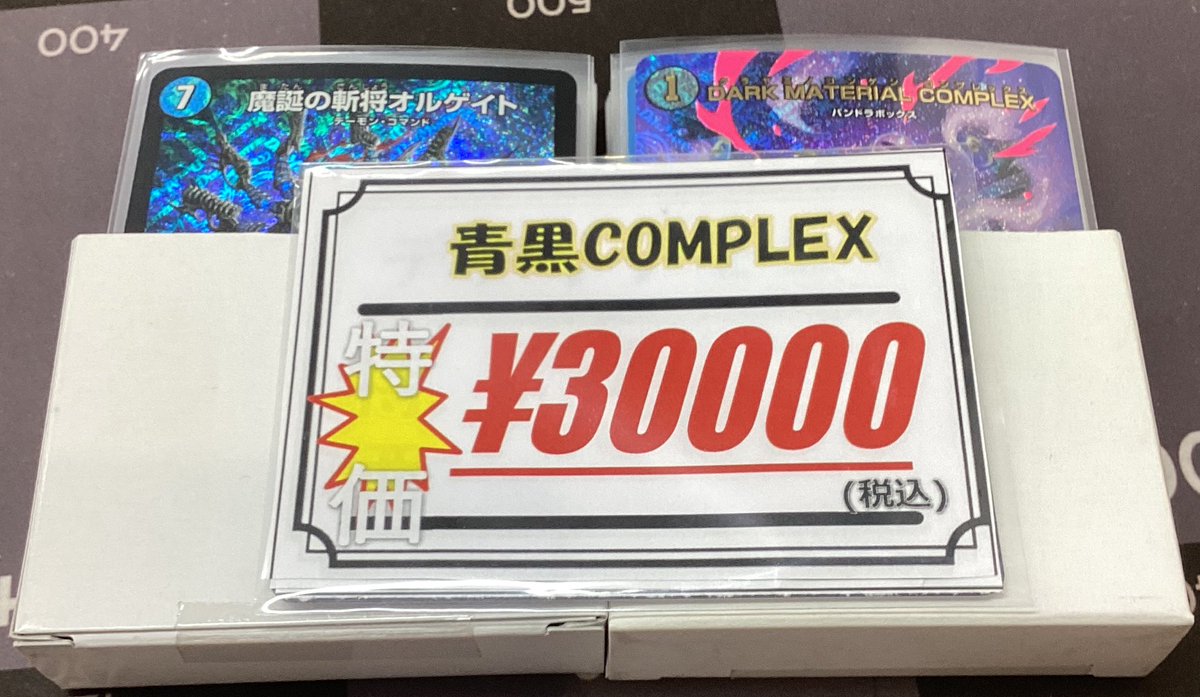 400
500
7
魔誕の斬将オルゲイト
デーモン・コマンド
1
DARK MATERIAL COMPLEX
パンドラボックス
青黒COMPLEX
特価
¥30000
(税込)